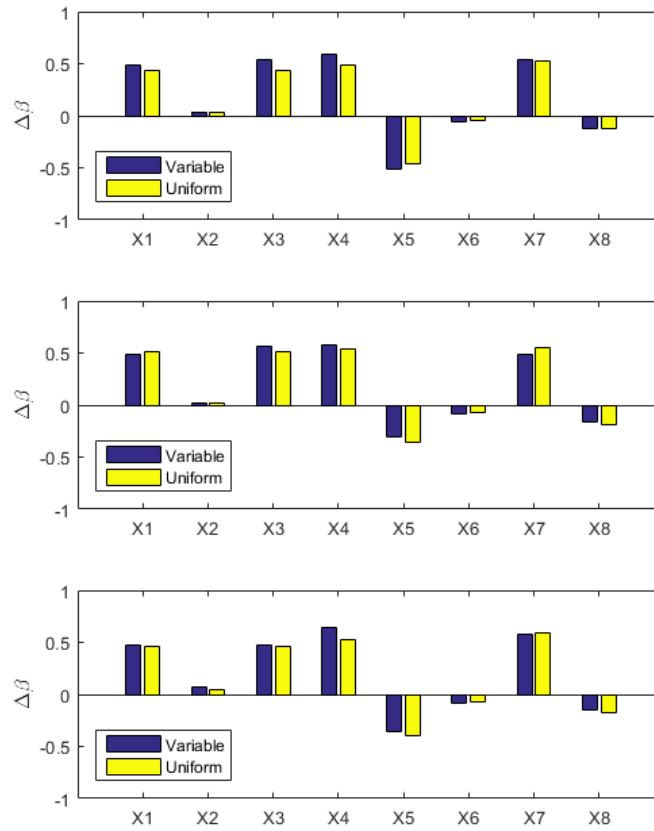 1
0.5
Δβ
0
-0.5
-1
Variable
Uniform
X1 X2 X3 X4 X5 X6 X7 X8
1
0.5
Δβ
0
-0.5
-1
Variable
Uniform
X1 X2 X3 X4 X5 X6 X7 X8
1
0.5
Δβ
0
-0.5
-1
Variable
Uniform
X1 X2 X3 X4 X5 X6 X7 X8